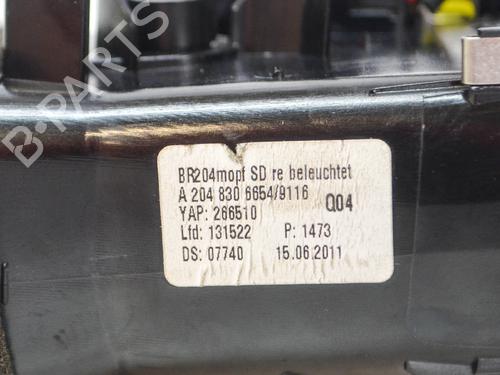 B-PARTS
BR204mopf SD re beleuchtet
A 204 830 6654/9116 Q04
YAP: 266510
Lfd: 131522 P: 1473
DS: 07740 15.06.2011